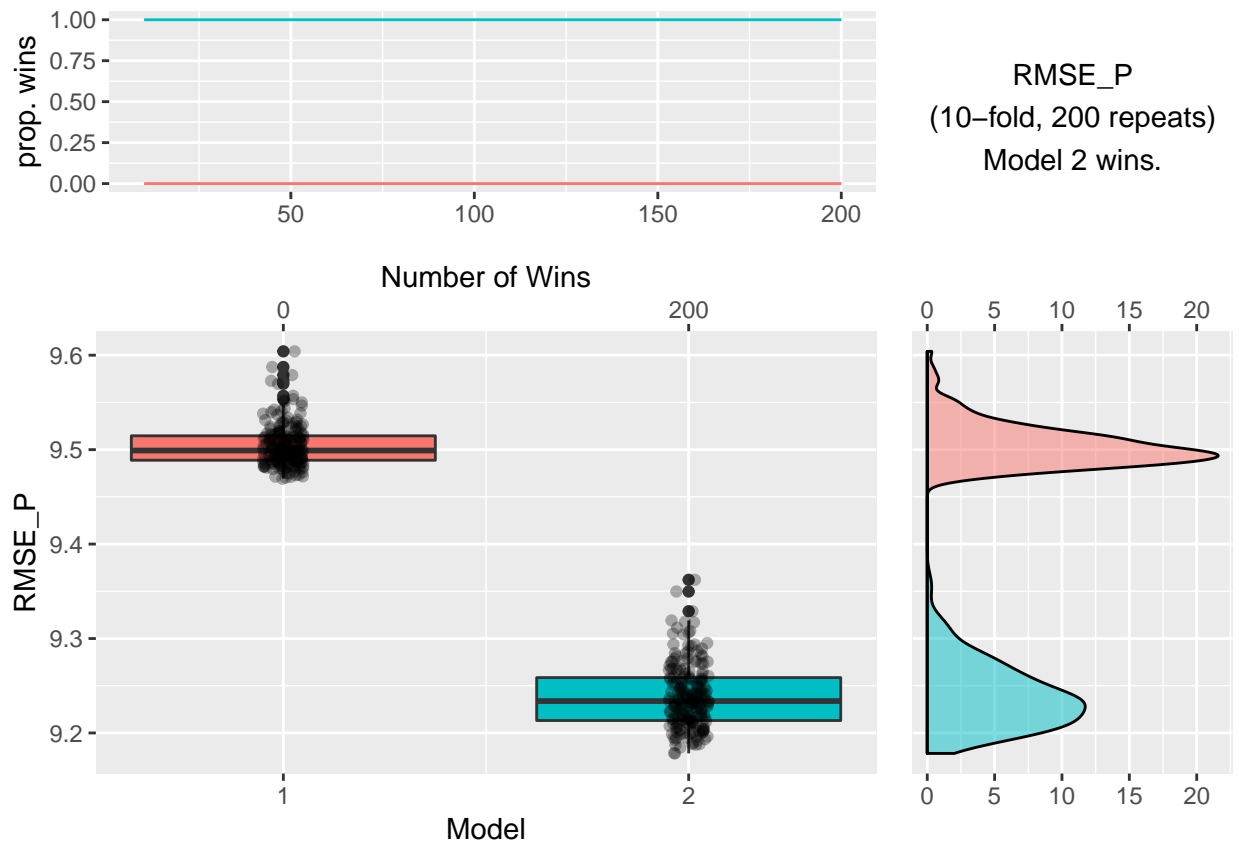 prop. wins
1.00
0.75
0.50
0.25
0.00
50 100 150 200
RMSE_P
(10−fold, 200 repeats)
Model 2 wins.
Number of Wins
0 200
RMSE_P
9.6
9.5
9.4
9.3
9.2
1 2
Model
0 5 10 15 20
0 5 10 15 20